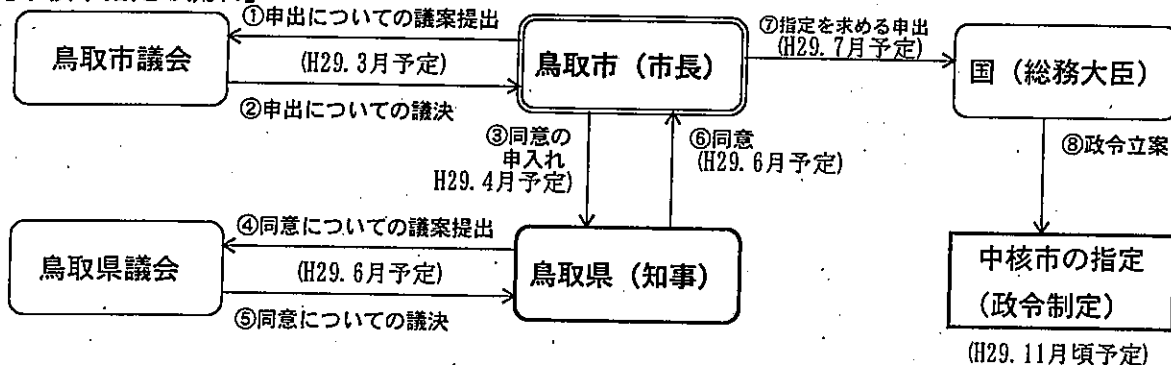 ①申出についての議案提出
鳥取市議会
(H29.3月予定)
②申出についての議決
鳥取市（市長）
⑦指定を求める申出
(H29.7月予定)
国（総務大臣）
③同意の
申入れ
H29.4月予定)
⑥同意
(H29.6月予定)
⑧政令立案
④同意についての議案提出
鳥取県議会
(H29.6月予定)
⑤同意についての議決
鳥取県（知事）
中核市の指定
（政令制定）
(H29.11月頃予定)